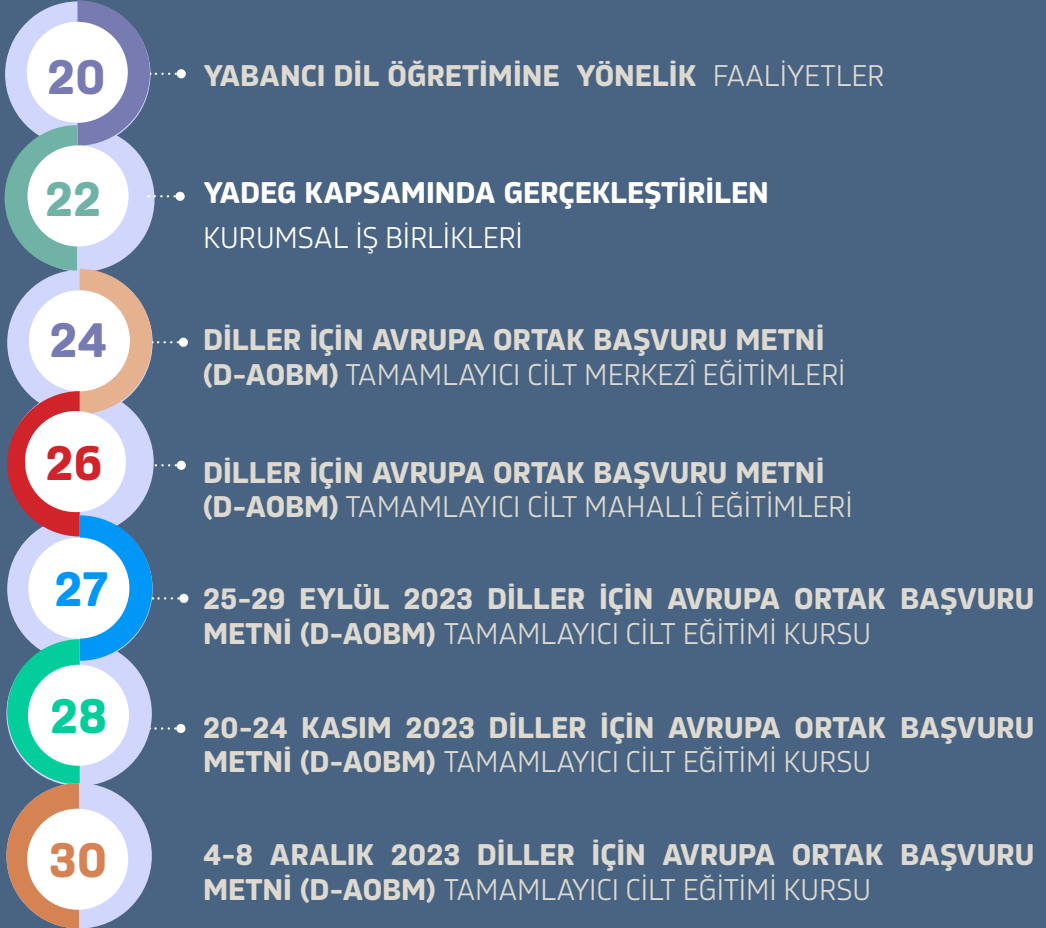 20
YABANCI DİL ÖĞRETİMİNE YÖNELİK FAALİYETLER
22
YADEG KAPSAMINDA GERÇEKLEŞTİRİLEN
KURUMSAL İŞ BİRLİKLERİ
24
DİLLER İÇİN AVRUPA ORTAK BAŞVURU METNİ
(D-AOBM) TAMAMLAYICI CİLT MERKEZÎ EĞİTİMLERİ
26
DİLLER İÇİN AVRUPA ORTAK BAŞVURU METNİ
(D-AOBM) TAMAMLAYICI CİLT MAHALLÎ EĞİTİMLERİ
27
25-29 EYLÜL 2023 DİLLER İÇİN AVRUPA ORTAK BAŞVURU
METNİ (D-AOBM) TAMAMLAYICI CİLT EĞİTİMİ KURSU
28
20-24 KASIM 2023 DİLLER İÇİN AVRUPA ORTAK BAŞVURU
METNİ (D-AOBM) TAMAMLAYICI CİLT EĞİTİMİ KURSU
30
4-8 ARALIK 2023 DİLLER İÇİN AVRUPA ORTAK BAŞVURU
METNİ (D-AOBM) TAMAMLAYICI CİLT EĞİTİMİ KURSU